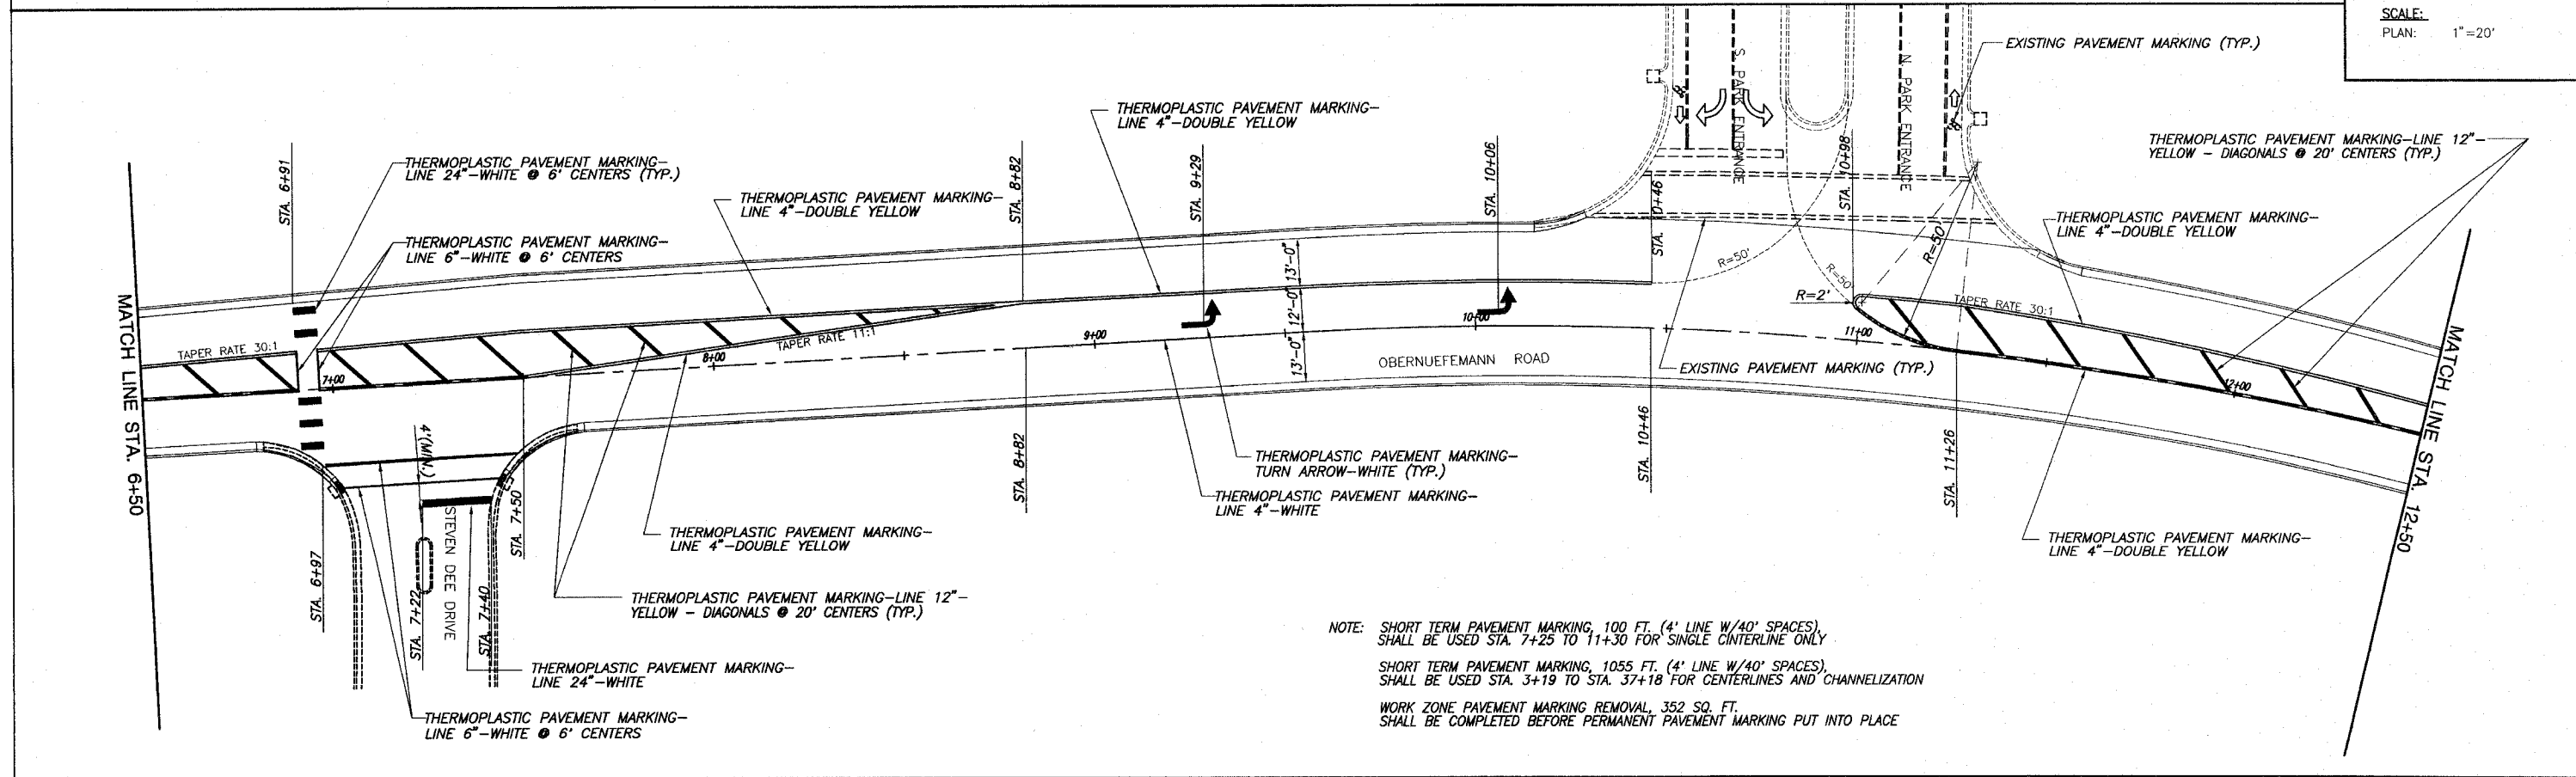 SCALE:
PLAN: 1"=20'
EXISTING PAVEMENT MARKING (TYP.)
S. PARK ENTRANCE
N. PARK ENTRANCE
THERMOPLASTIC PAVEMENT MARKING-
LINE 4"-DOUBLE YELLOW
THERMOPLASTIC PAVEMENT MARKING-LINE 12"-
YELLOW - DIAGONALS @ 20' CENTERS (TYP.)
THERMOPLASTIC PAVEMENT MARKING-
LINE 24"-WHITE @ 6' CENTERS (TYP.)
THERMOPLASTIC PAVEMENT MARKING-
LINE 4"-DOUBLE YELLOW
THERMOPLASTIC PAVEMENT MARKING-
LINE 6"-WHITE @ 6' CENTERS
THERMOPLASTIC PAVEMENT MARKING-
LINE 4"-DOUBLE YELLOW
STA. 6+91
STA. 8+82
STA. 9+29
STA. 10+06
STA. 10+46
STA. 10+98
R=50'
R=50'
R=50'
R=2'
13'-0"
12'-0"
13'-0"
MATCH LINE STA. 6+50
TAPER RATE 30:1
TAPER RATE 11:1
TAPER RATE 30:1
7+00
8+00
9+00
10+00
11+00
12+00
OBERNUEFEMANN ROAD
EXISTING PAVEMENT MARKING (TYP.)
MATCH LINE STA. 12+50
4'(MIN.)
STA. 6+97
STA. 7+22
STEVEN DEE DRIVE
STA. 7+40
STA. 7+50
STA. 8+82
STA. 10+46
STA. 11+26
THERMOPLASTIC PAVEMENT MARKING-
TURN ARROW-WHITE (TYP.)
THERMOPLASTIC PAVEMENT MARKING-
LINE 4"-WHITE
THERMOPLASTIC PAVEMENT MARKING-
LINE 4"-DOUBLE YELLOW
THERMOPLASTIC PAVEMENT MARKING-
LINE 4"-DOUBLE YELLOW
THERMOPLASTIC PAVEMENT MARKING-LINE 12"-
YELLOW - DIAGONALS @ 20' CENTERS (TYP.)
THERMOPLASTIC PAVEMENT MARKING-
LINE 24"-WHITE
THERMOPLASTIC PAVEMENT MARKING-
LINE 6"-WHITE @ 6' CENTERS
NOTE: SHORT TERM PAVEMENT MARKING, 100 FT. (4' LINE W/40' SPACES),
SHALL BE USED STA. 7+25 TO 11+30 FOR SINGLE CINTERLINE ONLY
SHORT TERM PAVEMENT MARKING, 1055 FT. (4' LINE W/40' SPACES),
SHALL BE USED STA. 3+19 TO STA. 37+18 FOR CENTERLINES AND CHANNELIZATION
WORK ZONE PAVEMENT MARKING REMOVAL, 352 SQ. FT.
SHALL BE COMPLETED BEFORE PERMANENT PAVEMENT MARKING PUT INTO PLACE